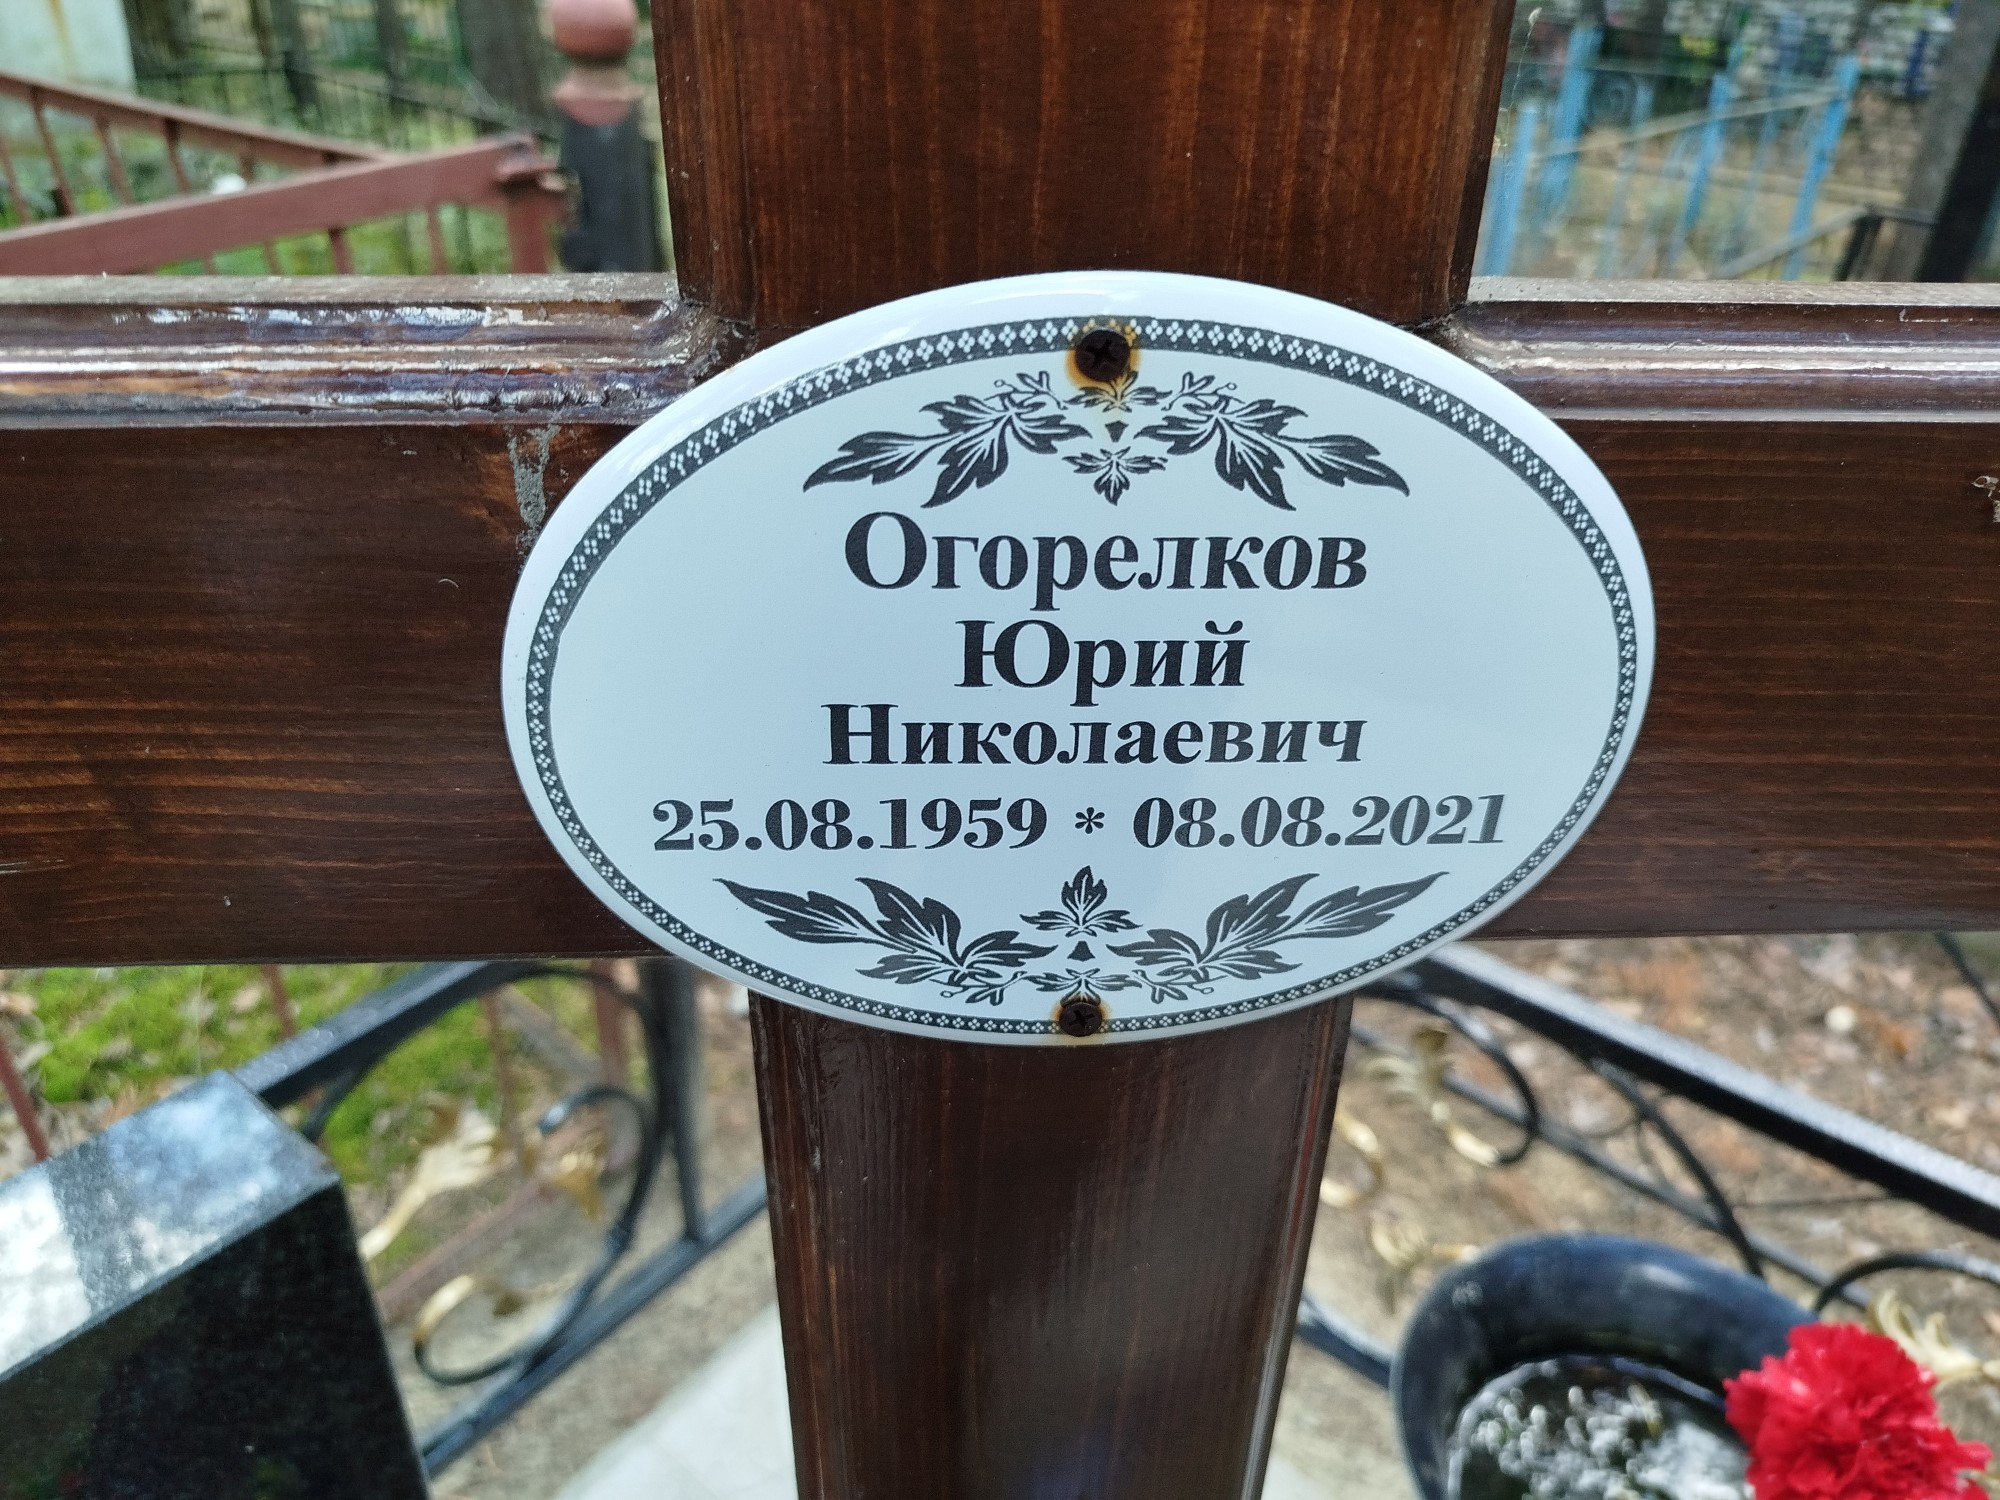 Огорелков
Юрий
Николаевич
25.08.1959 * 08.08.2021